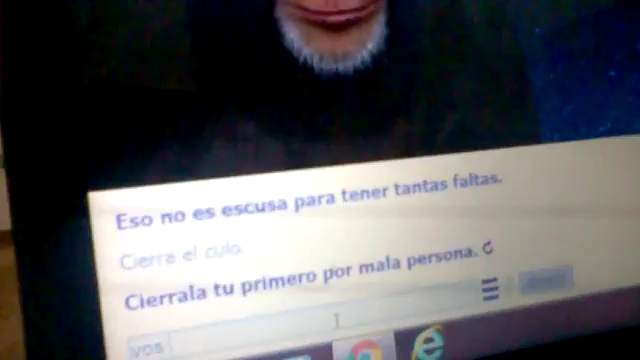 Eso no es escusa para tener tantas faltas.
Cierra el culo.
Cierrala tu primero por mala persona.
vos